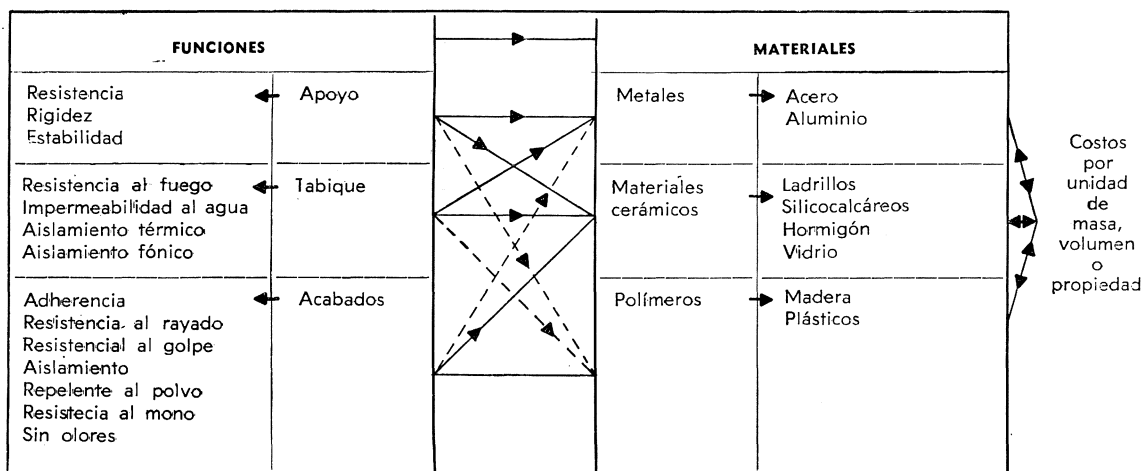 FUNCIONES
MATERIALES
Resistencia
Rigidez
Estabilidad
Apoyo
Metales
Acero
Aluminio
Resistencia al fuego
Impermeabilidad al agua
Aislamiento térmico
Aislamiento fónico
Tabique
Materiales
cerámicos
Ladrillos
Silicocalcáreos
Hormigón
Vidrio
Adherencia
Resistencia al rayado
Resistencial al golpe
Aislamiento
Repelente al polvo
Resistecia al mono
Sin olores
Acabados
Polímeros
Madera
Plásticos
Costos
por
unidad
de
masa,
volumen
o
propiedad